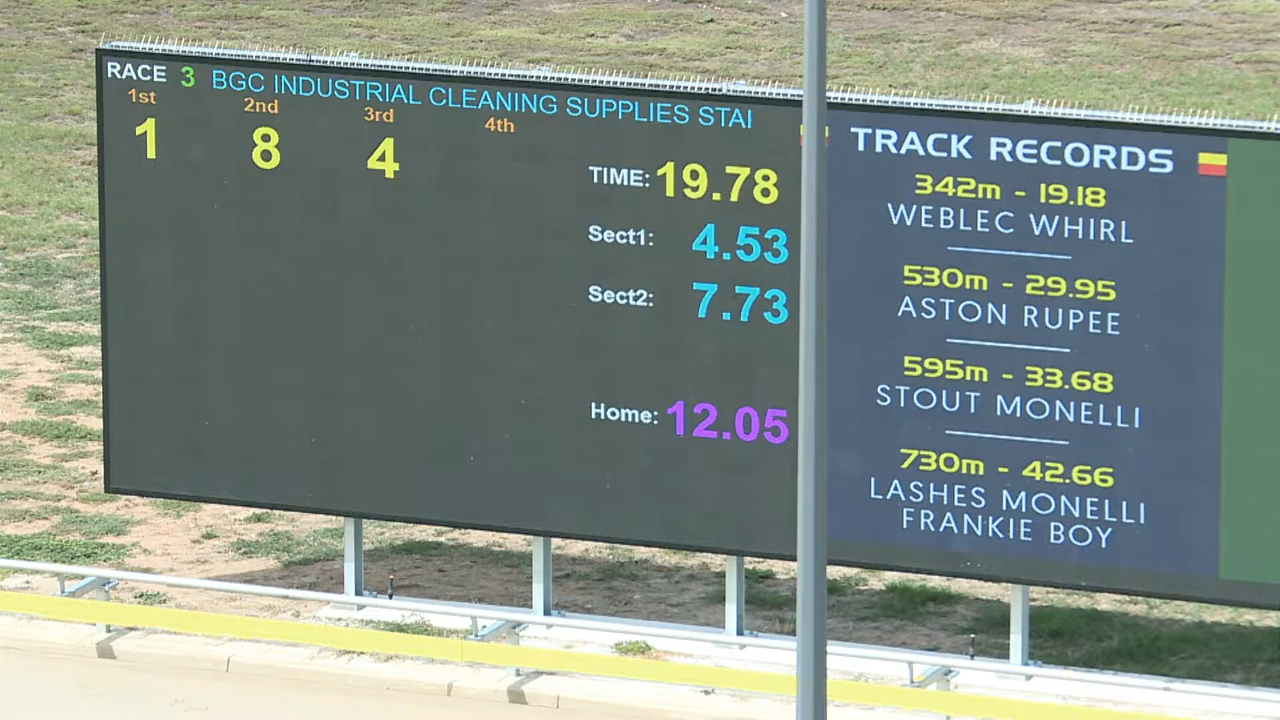 RACE 3 BGC INDUSTRIAL CLEANING SUPPLIES STAI
1st 2nd 3rd 4th
1 8 4
TIME: 19.78
Sect1: 4.53
Sect2: 7.73
Home: 12.05
TRACK RECORDS
342m - 19.18
WEBLEC WHIRL
530m - 29.95
ASTON RUPEE
595m - 33.68
STOUT MONELLI
730m - 42.66
LASHES MONELLI
FRANKIE BOY